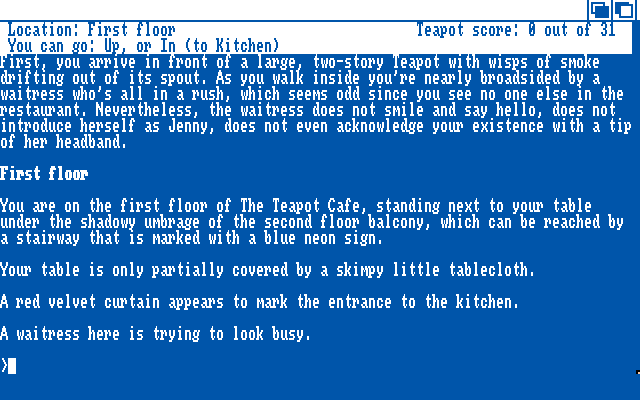 Location: First floor Teapot score: 0 out of 31
You can go: Up, or In (to Kitchen)
First, you arrive in front of a large, two-story Teapot with wisps of smoke
drifting out of its spout. As you walk inside you're nearly broadsided by a
waitress who's all in a rush, which seems odd since you see no one else in the
restaurant. Nevertheless, the waitress does not smile and say hello, does not
introduce herself as Jenny, does not even acknowledge your existence with a tip
of her headband.
First floor
You are on the first floor of The Teapot Cafe, standing next to your table
under the shadowy umbrage of the second floor balcony, which can be reached by
a stairway that is marked with a blue neon sign.
Your table is only partially covered by a skimpy little tablecloth.
A red velvet curtain appears to mark the entrance to the kitchen.
A waitress here is trying to look busy.
>